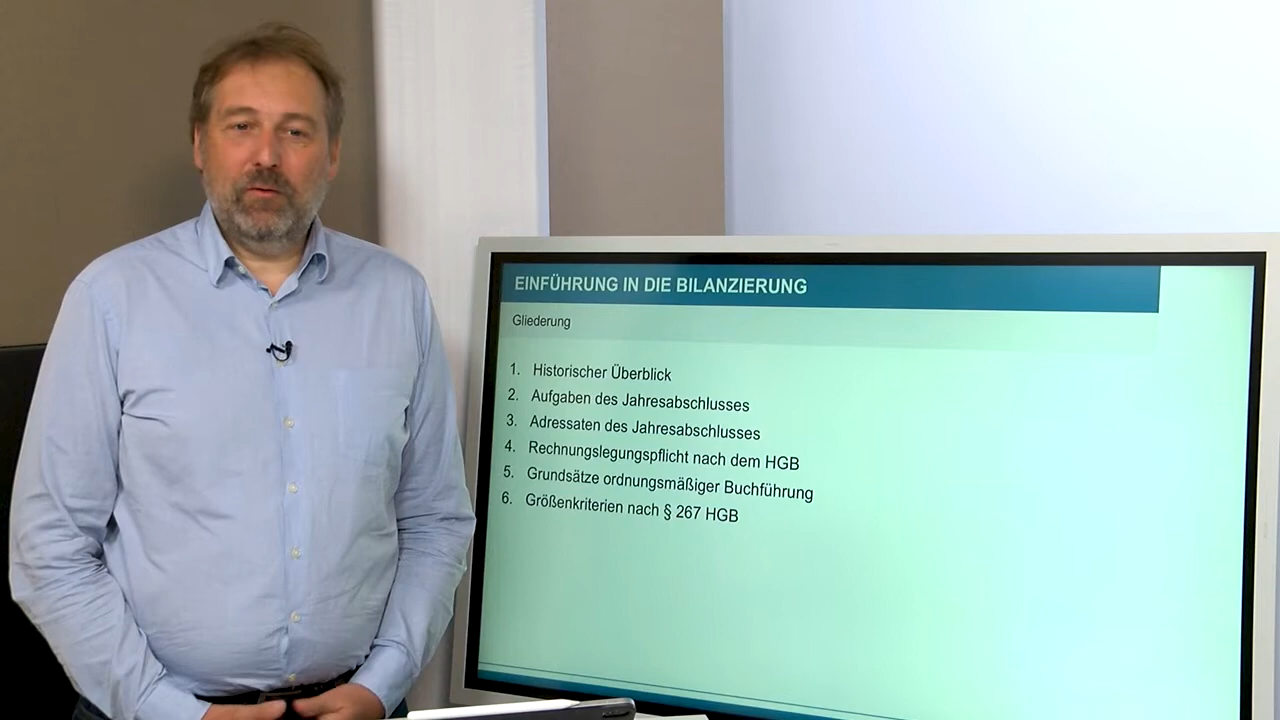 EINFÜHRUNG IN DIE BILANZIERUNG
Gliederung
1. Historischer Überblick
2. Aufgaben des Jahresabschlusses
3. Adressaten des Jahresabschlusses
4. Rechnungslegungspflicht nach dem HGB
5. Grundsätze ordnungsmäßiger Buchführung
6. Größenkriterien nach § 267 HGB